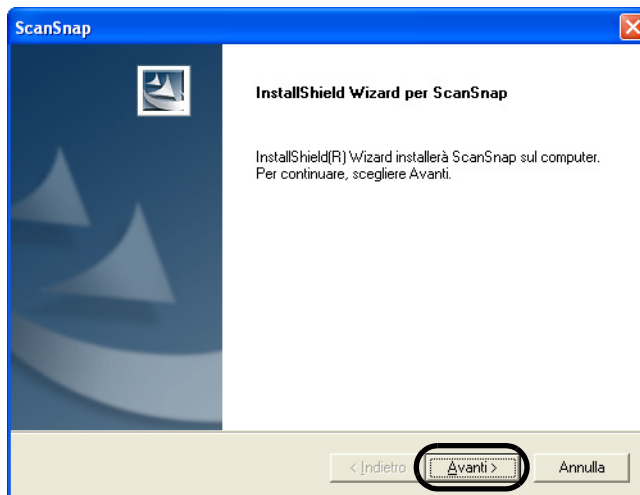 ScanSnap
InstallShield Wizard per ScanSnap
InstallShield(R) Wizard installerà ScanSnap sul computer.
Per continuare, scegliere Avanti.
< Indietro Avanti > Annulla